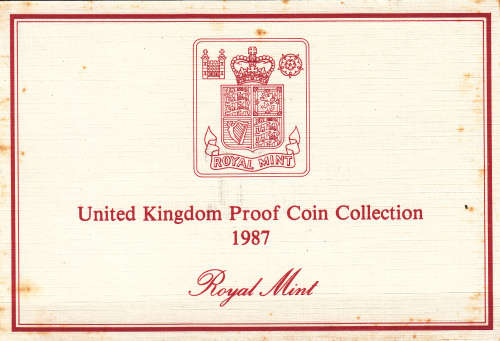 ROYAL MINT
United Kingdom Proof Coin Collection
1987
Royal Mint